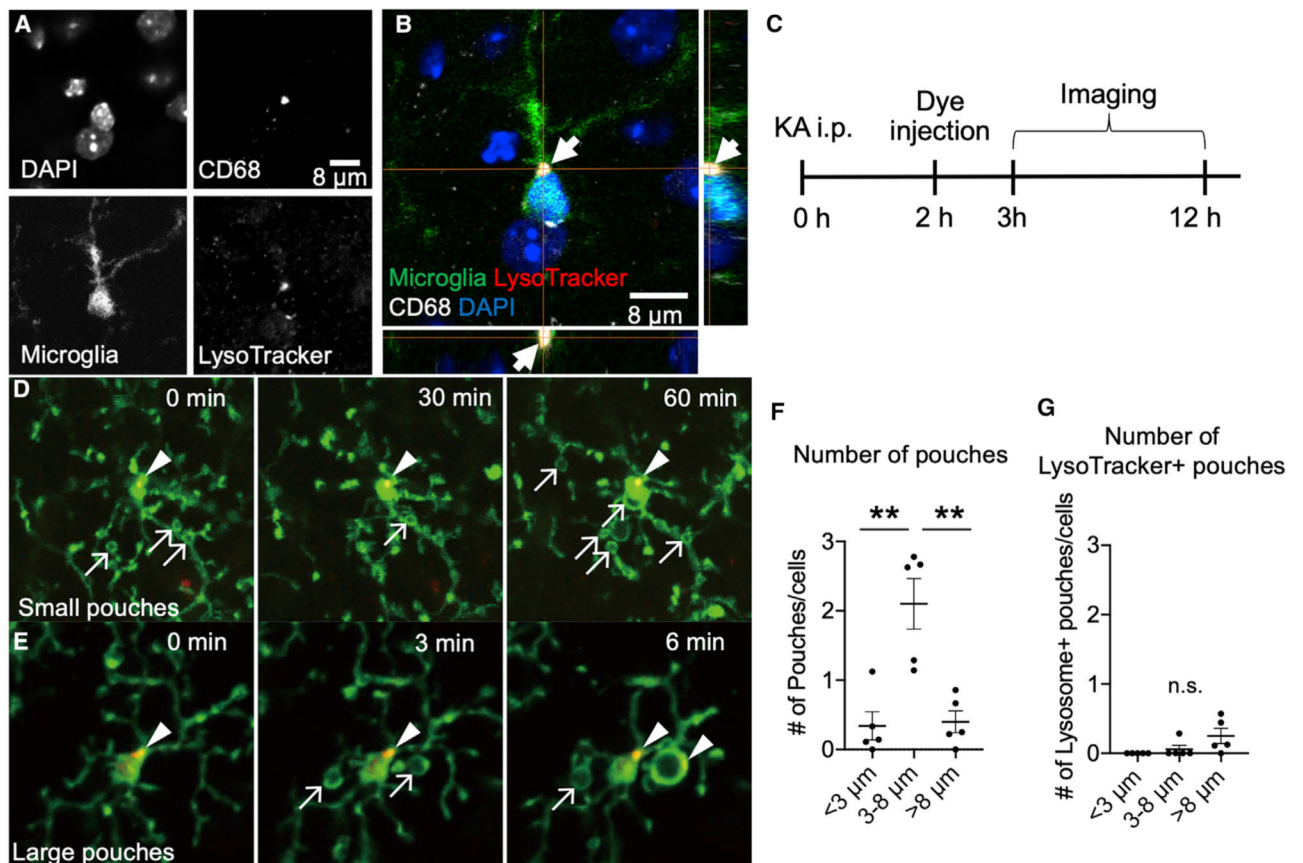 A
DAPI
CD68
8 µm
Microglia
LysoTracker
B
Microglia LysoTracker
CD68 DAPI
8 µm
C
KA i.p.
Dye
injection
Imaging
0 h
2 h
3h
12 h
D
0 min
30 min
60 min
Small pouches
E
0 min
3 min
6 min
Large pouches
F
Number of pouches
** **
# of Pouches/cells
3
2
1
0
<3 µm
3-8 µm
>8 µm
G
Number of
LysoTracker+ pouches
# of Lysosome+ pouches/cells
3
2
1
0
n.s.
<3 µm
3-8 µm
>8 µm